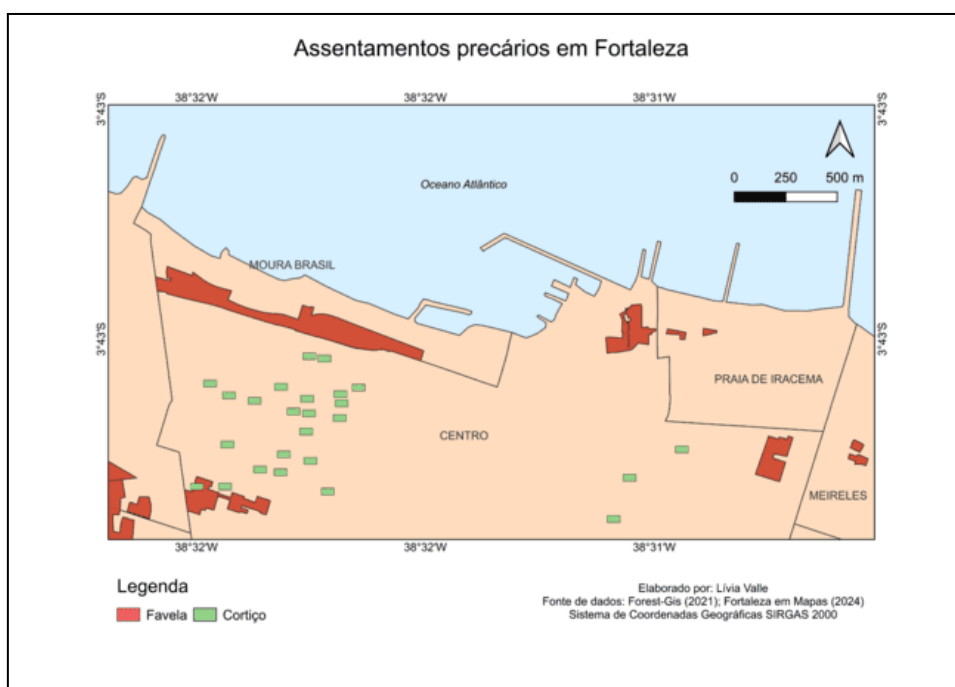 Assentamentos precários em Fortaleza
38°32'W 38°32'W 38°31'W
3°43'S 3°43'S
Oceano Atlântico
0 250 500 m
MOURA BRASIL
3°43'S 3°43'S
PRAIA DE IRACEMA
CENTRO
MEIRELES
38°32'W 38°32'W 38°31'W
Legenda
Favela Cortiço
Elaborado por: Lívia Valle
Fonte de dados: Forest-Gis (2021); Fortaleza em Mapas (2024)
Sistema de Coordenadas Geográficas SIRGAS 2000